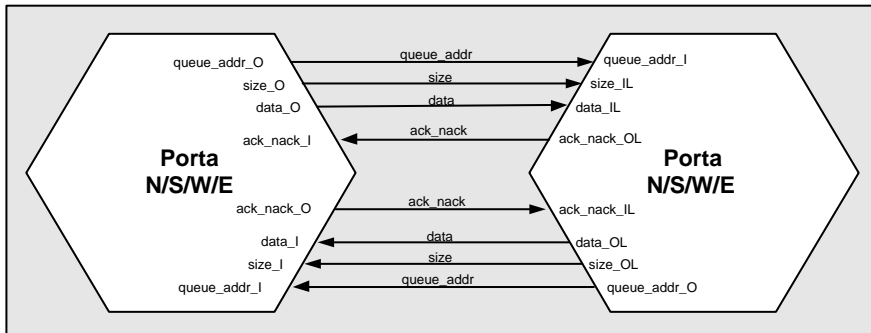 queue_addr_O queue_addr queue_addr_I
size_O size size_IL
data_O data data_IL
ack_nack_I ack_nack ack_nack_OL
Porta Porta
N/S/W/E N/S/W/E
ack_nack_O ack_nack ack_nack_IL
data_I data data_OL
size_I size size_OL
queue_addr_I queue_addr queue_addr_O